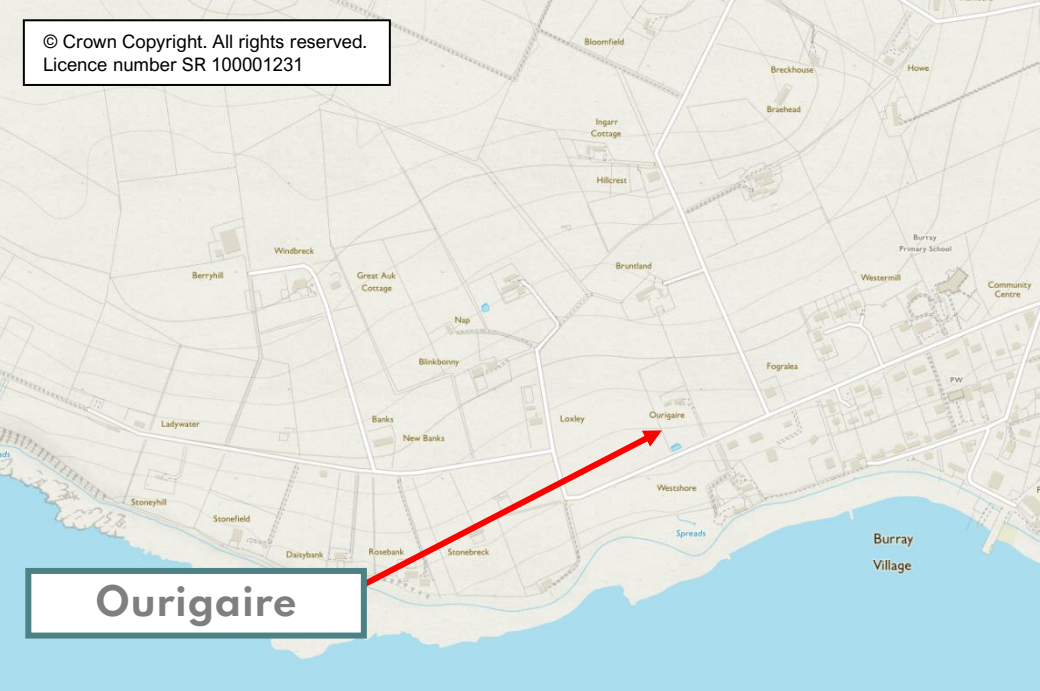 © Crown Copyright. All rights reserved.
Licence number SR 100001231
Bloomfield
Breckhouse
Howe
Braehead
Ingarr
Cottage
Hillcrest
Burray
Primary School
Windbreck
Berryhill
Great Auk
Cottage
Bruntland
Westermill
Community
Centre
Nap
Blinkbonny
Fogralea
PW
Ladywater
Banks
New Banks
Loxley
Ourigaire
Stoneyhill
Westshore
Stonefield
Spreads
Burray
Village
Daisybank
Rosebank
Stonebreck
Ourigaire